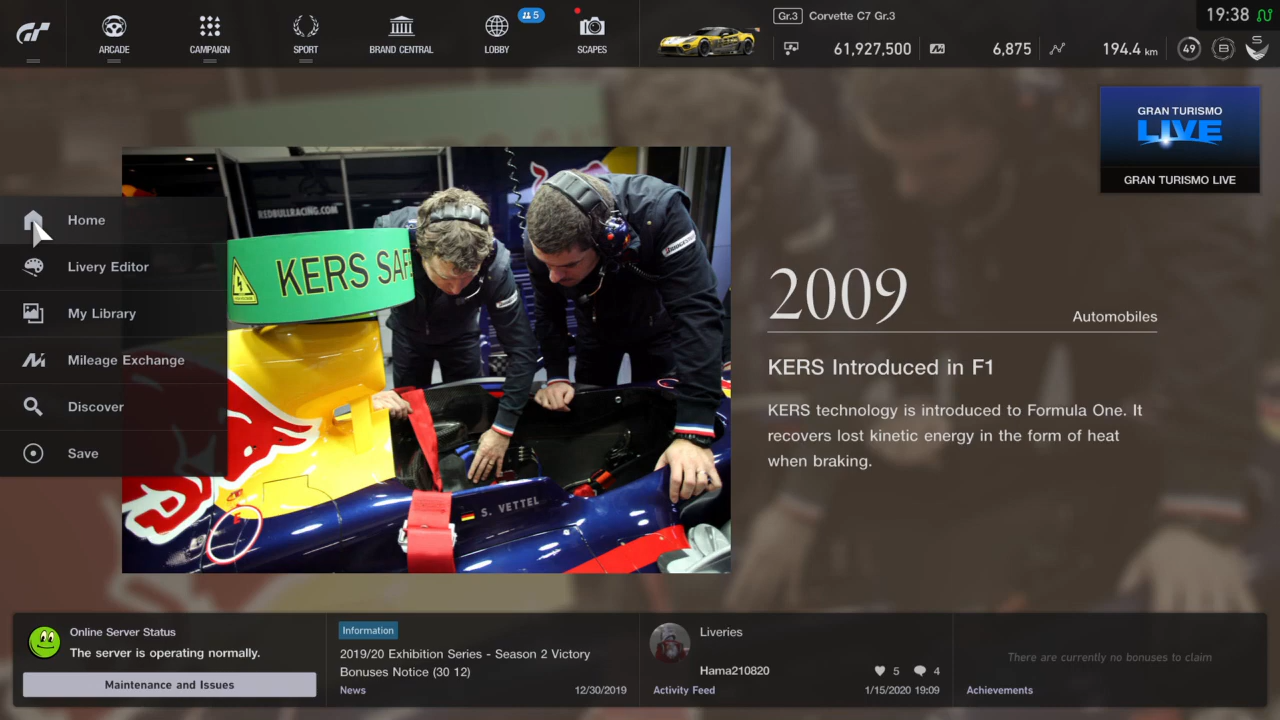 ARCADE
CAMPAIGN
SPORT
BRAND CENTRAL
LOBBY
5
SCAPES
Gr.3 Corvette C7 Gr.3
61,927,500
6,875
194.4 km
49
B
S
19:38
GRAN TURISMO
LIVE
GRAN TURISMO LIVE
Home
Livery Editor
My Library
Mileage Exchange
Discover
Save
REDBULLRACING.COM
KERS SAF
S. VETTEL
2009
Automobiles
KERS Introduced in F1
KERS technology is introduced to Formula One. It
recovers lost kinetic energy in the form of heat
when braking.
Online Server Status
The server is operating normally.
Maintenance and Issues
Information
2019/20 Exhibition Series - Season 2 Victory
Bonuses Notice (30 12)
News
12/30/2019
Liveries
Hama210820
5
4
Activity Feed
1/15/2020 19:09
There are currently no bonuses to claim
Achievements